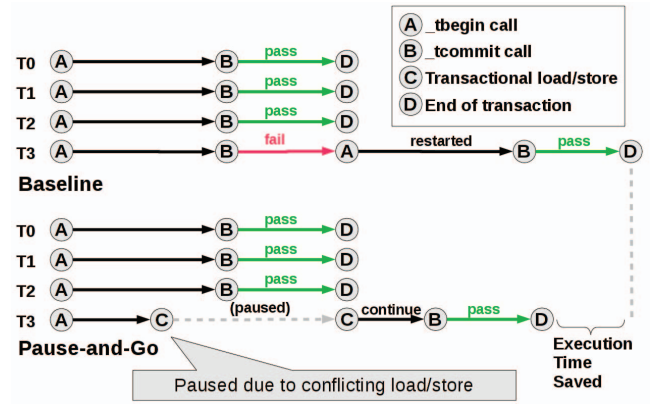 A _tbegin call
B _tcommit call
C Transactional load/store
D End of transaction
pass
T0 A B D
pass
T1 A B D
pass
T2 A B D
fail restarted pass
T3 A B A B D
Baseline
pass
T0 A B D
pass
T1 A B D
pass
T2 A B D
(paused) continue pass
T3 A C C B D
Pause-and-Go
Execution
Time
Saved
Paused due to conflicting load/store